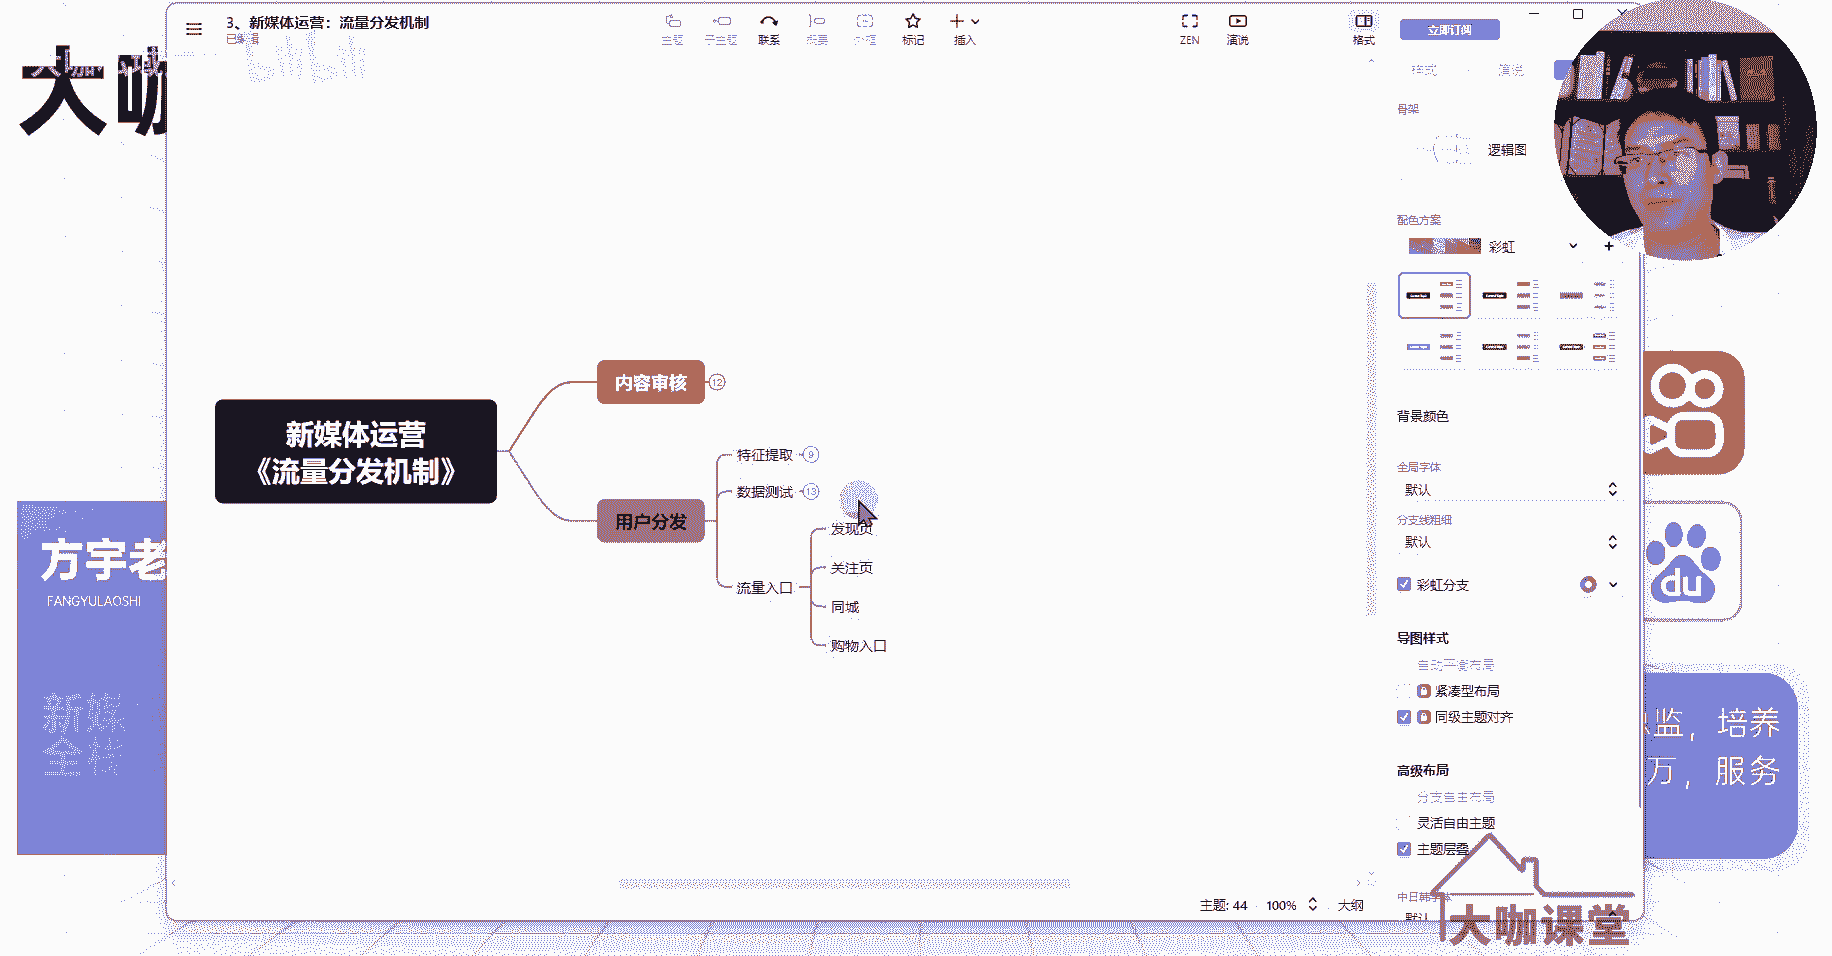 3、新媒体运营：流量分发机制
已编辑
主题
子主题
联系
概要
外框
标记
插入
ZEN
演说
格式
立即订阅
bilibili
大咖
样式
演说
骨架
逻辑图
配色方案
彩虹
背景颜色
全局字体
默认
分支线粗细
默认
彩虹分支
导图样式
自动平衡布局
紧凑型布局
同级主题对齐
高级布局
分支自由布局
灵活自由主题
主题层叠
中日韩字体
默认
新媒体运营
《流量分发机制》
内容审核
12
用户分发
特征提取
9
数据测试
13
流量入口
发现页
关注页
同城
购物入口
方宇老
FANGYULAOSHI
新媒
全栈
du
监，培养
万，服务
主题: 44
100%
大纲
大咖课堂